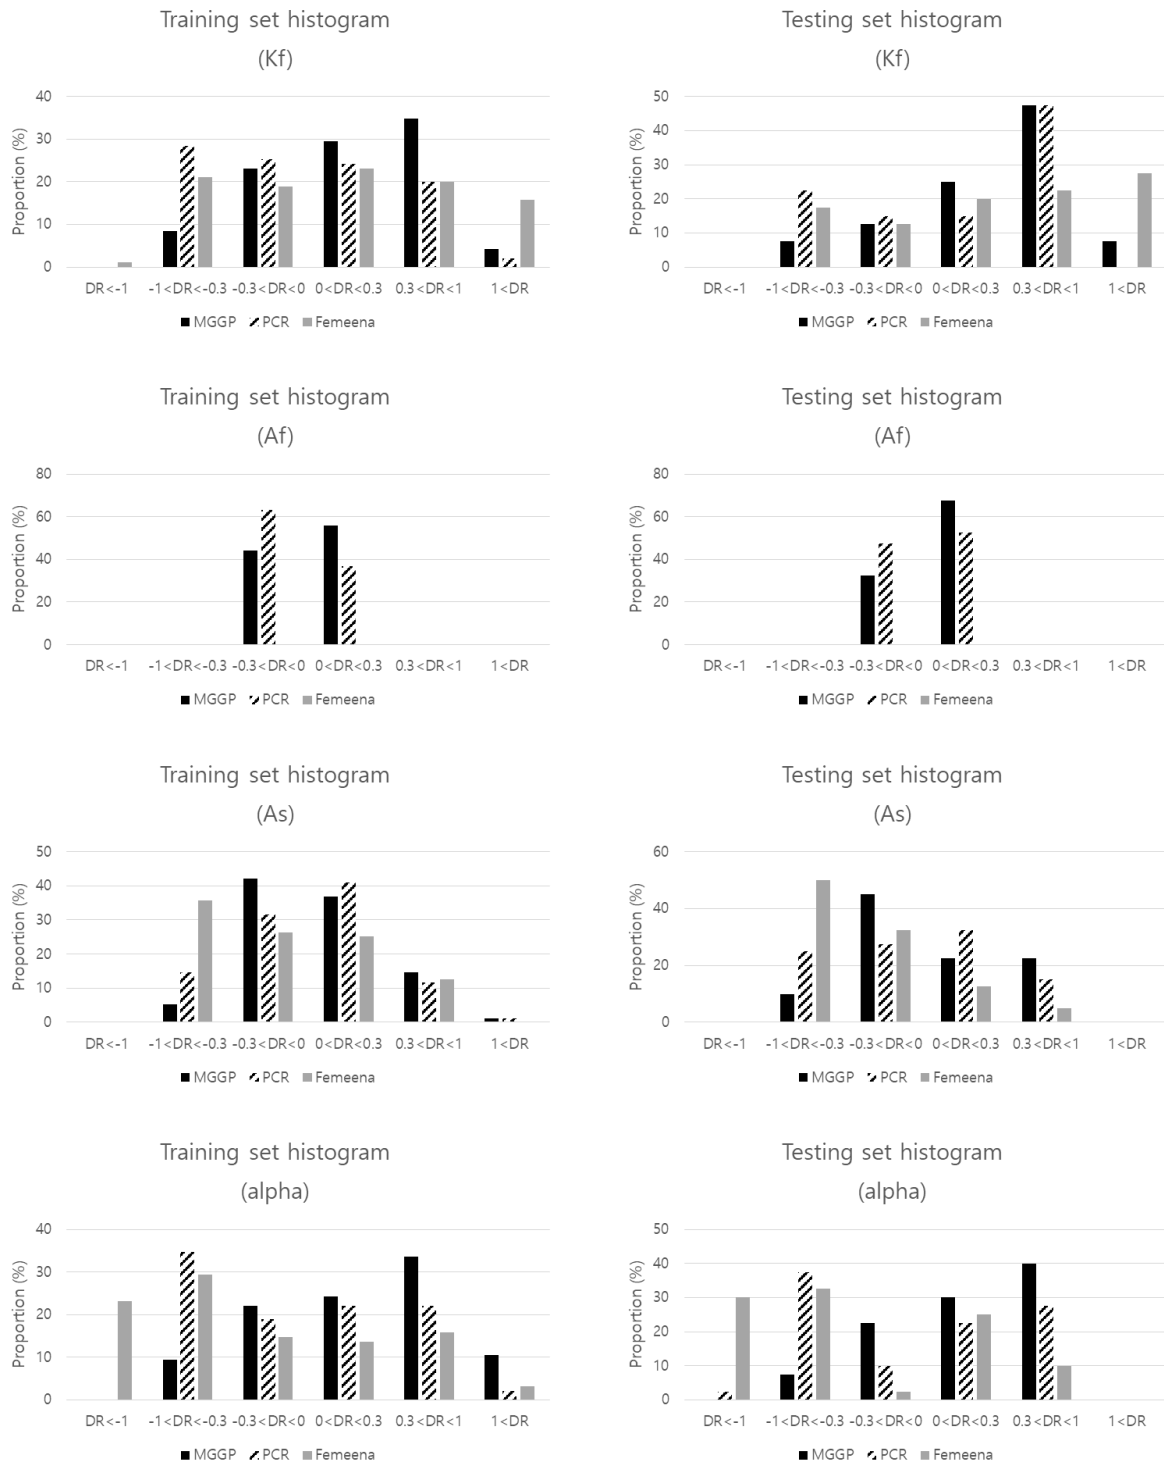 Training set histogram
(Kf)
Proportion (%)
40
30
20
10
0
DR<-1 -1<DR<-0.3 -0.3<DR<0 0<DR<0.3 0.3<DR<1 1<DR
MGGP PCR Femeena
Testing set histogram
(Kf)
Proportion (%)
50
40
30
20
10
0
DR<-1 -1<DR<-0.3 -0.3<DR<0 0<DR<0.3 0.3<DR<1 1<DR
MGGP PCR Femeena
Training set histogram
(Af)
Proportion (%)
80
60
40
20
0
DR<-1 -1<DR<-0.3 -0.3<DR<0 0<DR<0.3 0.3<DR<1 1<DR
MGGP PCR Femeena
Testing set histogram
(Af)
Proportion (%)
80
60
40
20
0
DR<-1 -1<DR<-0.3 -0.3<DR<0 0<DR<0.3 0.3<DR<1 1<DR
MGGP PCR Femeena
Training set histogram
(As)
Proportion (%)
50
40
30
20
10
0
DR<-1 -1<DR<-0.3 -0.3<DR<0 0<DR<0.3 0.3<DR<1 1<DR
MGGP PCR Femeena
Testing set histogram
(As)
Proportion (%)
60
40
20
0
DR<-1 -1<DR<-0.3 -0.3<DR<0 0<DR<0.3 0.3<DR<1 1<DR
MGGP PCR Femeena
Training set histogram
(alpha)
Proportion (%)
40
30
20
10
0
DR<-1 -1<DR<-0.3 -0.3<DR<0 0<DR<0.3 0.3<DR<1 1<DR
MGGP PCR Femeena
Testing set histogram
(alpha)
Proportion (%)
50
40
30
20
10
0
DR<-1 -1<DR<-0.3 -0.3<DR<0 0<DR<0.3 0.3<DR<1 1<DR
MGGP PCR Femeena